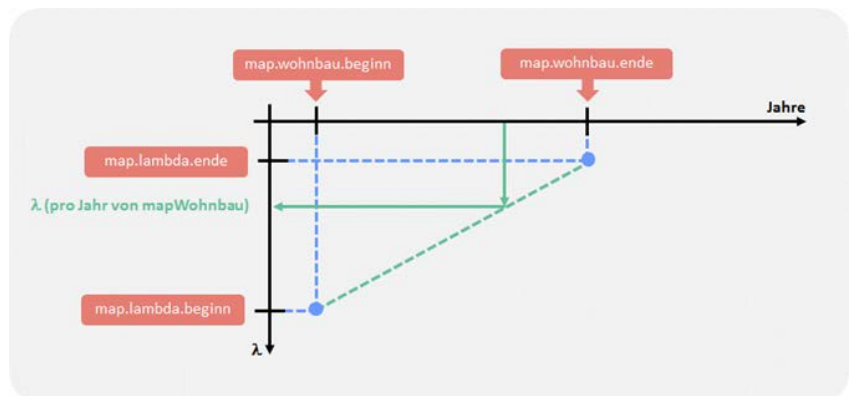 map.wohnbau.beginn
map.wohnbau.ende
Jahre
map.lambda.ende
λ (pro Jahr von mapWohnbau)
map.lambda.beginn
λ